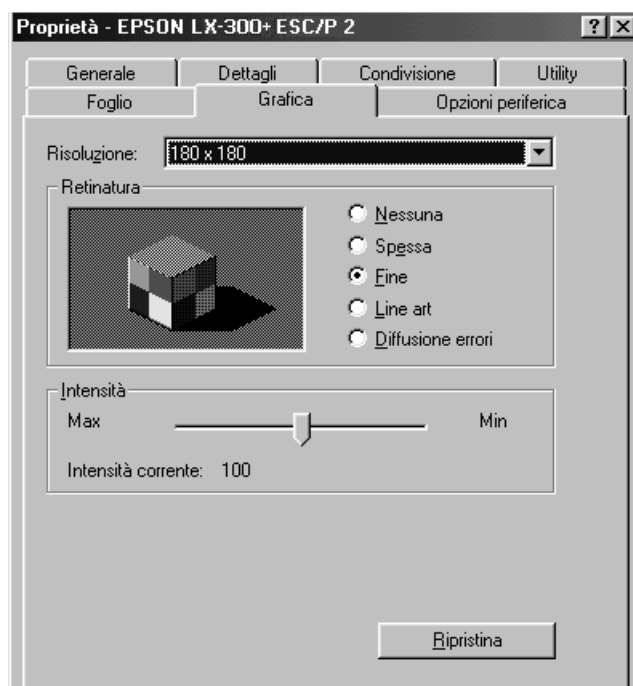 Proprietà - EPSON LX-300+ ESC/P 2
Generale Dettagli Condivisione Utility
Foglio Grafica Opzioni periferica
Risoluzione: 180 x 180
Retinatura
Nessuna
Spessa
Fine
Line art
Diffusione errori
Intensità
Max Min
Intensità corrente: 100
Ripristina